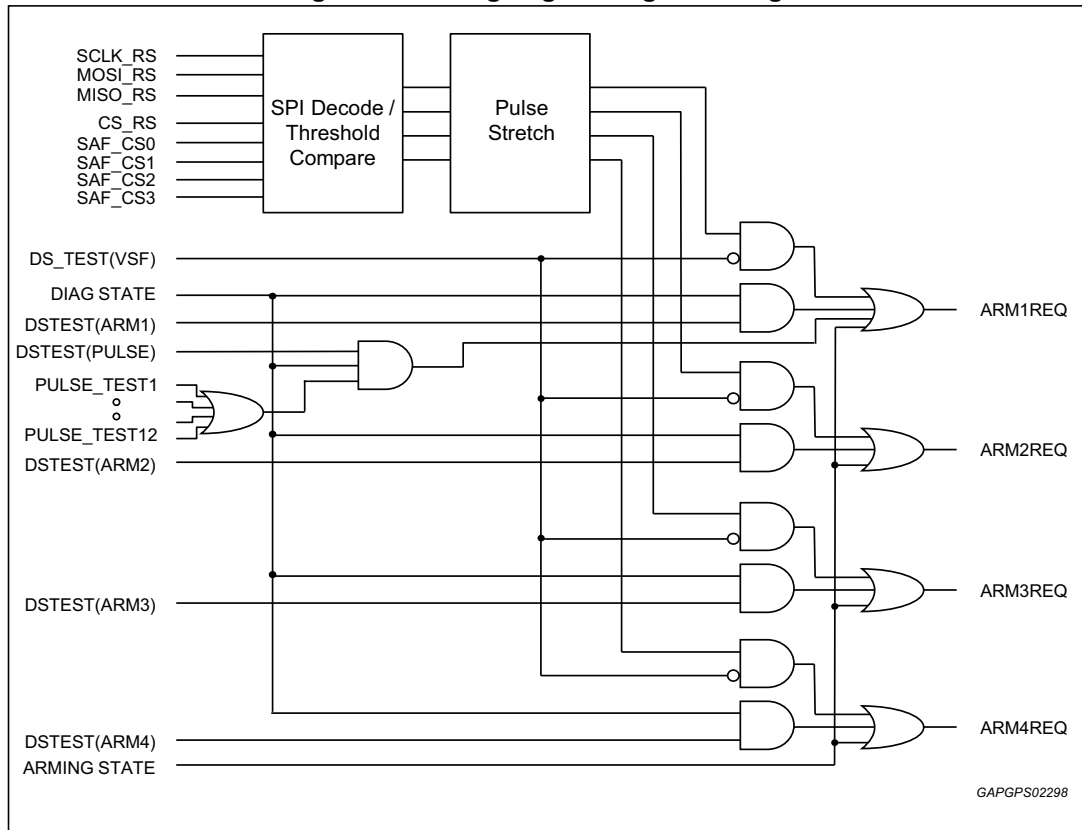 SCLK_RS
MOSI_RS
MISO_RS
CS_RS
SAF_CS0
SAF_CS1
SAF_CS2
SAF_CS3
SPI Decode /
Threshold
Compare
Pulse
Stretch
DS_TEST(VSF)
DIAG STATE
DSTEST(ARM1)
DSTEST(PULSE)
PULSE_TEST1
PULSE_TEST12
DSTEST(ARM2)
DSTEST(ARM3)
DSTEST(ARM4)
ARMING STATE
ARM1REQ
ARM2REQ
ARM3REQ
ARM4REQ
GAPGPS02298